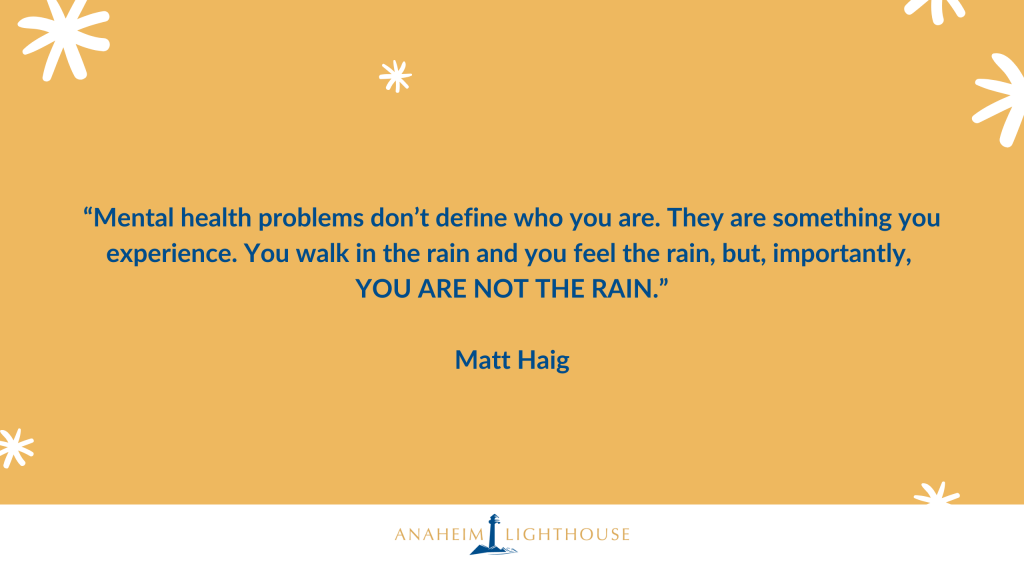 “Mental health problems don’t define who you are. They are something you
experience. You walk in the rain and you feel the rain, but, importantly,
YOU ARE NOT THE RAIN.”
Matt Haig
ANAHEIM LIGHTHOUSE